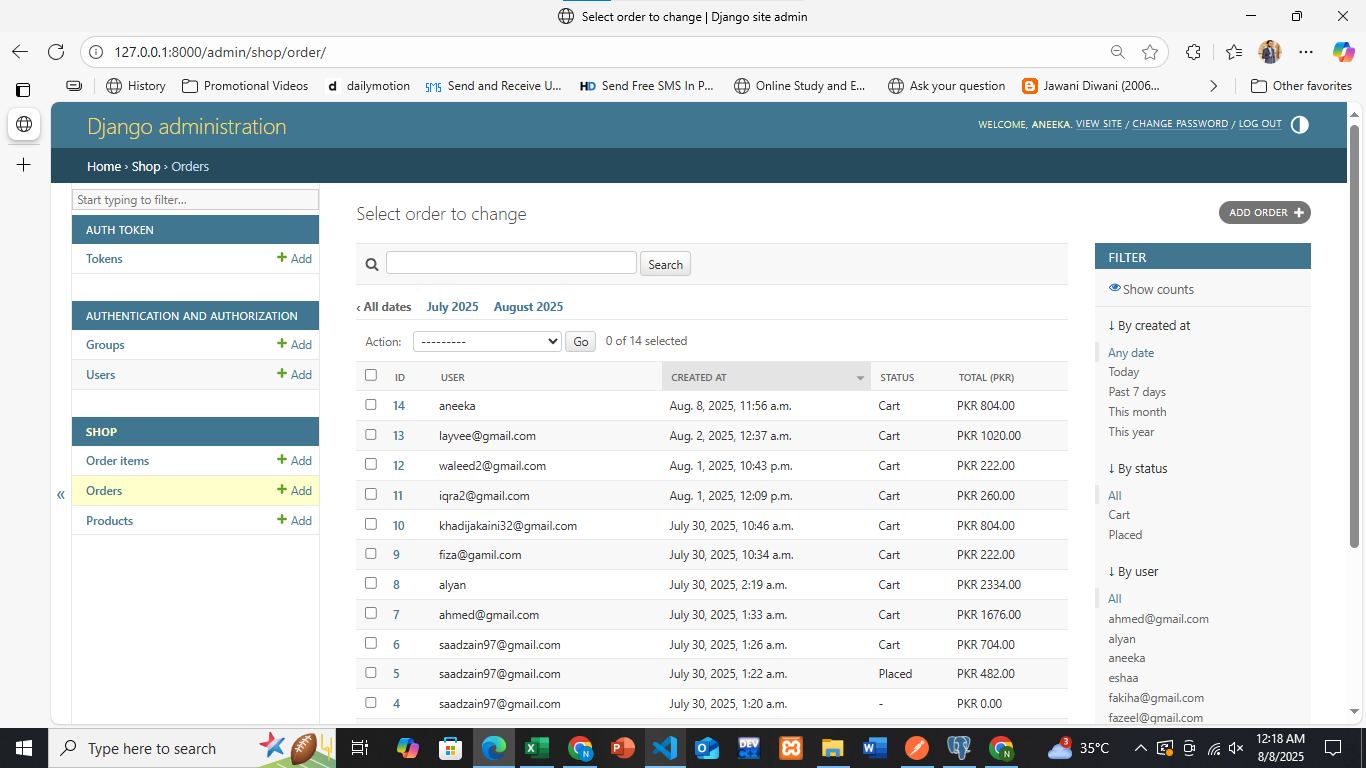 Select order to change | Django site admin
127.0.0.1:8000/admin/shop/order/
History Promotional Videos d dailymotion SMS Send and Receive U... HD Send Free SMS In P... Online Study and E... Ask your question Jawani Diwani (2006... Other favorites
Django administration
WELCOME, ANEEKA. VIEW SITE / CHANGE PASSWORD / LOG OUT
Home › Shop › Orders
Start typing to filter...
AUTH TOKEN
Tokens + Add
AUTHENTICATION AND AUTHORIZATION
Groups + Add
Users + Add
SHOP
Order items + Add
Orders + Add
Products + Add
«
Select order to change
ADD ORDER +
Search
‹ All dates July 2025 August 2025
Action: --------- Go 0 of 14 selected
ID USER CREATED AT STATUS TOTAL (PKR)
14 aneeka Aug. 8, 2025, 11:56 a.m. Cart PKR 804.00
13 layvee@gmail.com Aug. 2, 2025, 12:37 a.m. Cart PKR 1020.00
12 waleed2@gmail.com Aug. 1, 2025, 10:43 p.m. Cart PKR 222.00
11 iqra2@gmail.com Aug. 1, 2025, 12:09 p.m. Cart PKR 260.00
10 khadijakaini32@gmail.com July 30, 2025, 10:46 a.m. Cart PKR 804.00
9 fiza@gamil.com July 30, 2025, 10:34 a.m. Cart PKR 222.00
8 alyan July 30, 2025, 2:19 a.m. Cart PKR 2334.00
7 ahmed@gmail.com July 30, 2025, 1:33 a.m. Cart PKR 1676.00
6 saadzain97@gmail.com July 30, 2025, 1:26 a.m. Cart PKR 704.00
5 saadzain97@gmail.com July 30, 2025, 1:22 a.m. Placed PKR 482.00
4 saadzain97@gmail.com July 30, 2025, 1:20 a.m. - PKR 0.00
FILTER
Show counts
↓ By created at
Any date
Today
Past 7 days
This month
This year
↓ By status
All
Cart
Placed
↓ By user
All
ahmed@gmail.com
alyan
aneeka
eshaa
fakiha@gmail.com
fazeel@gmail.com
Type here to search
DEV
3
35°C
12:18 AM
8/8/2025